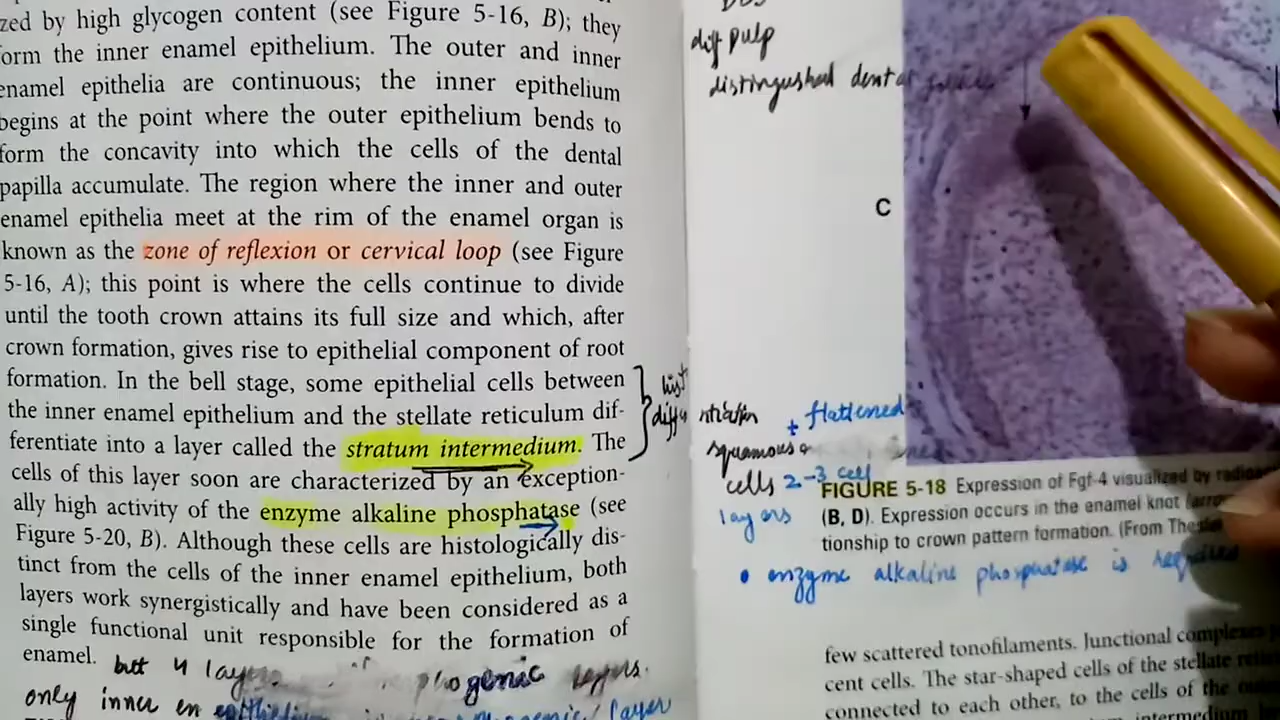 zed by high glycogen content (see Figure 5-16, B); they
orm the inner enamel epithelium. The outer and inner
enamel epithelia are continuous; the inner epithelium
begins at the point where the outer epithelium bends to
form the concavity into which the cells of the dental
papilla accumulate. The region where the inner and outer
enamel epithelia meet at the rim of the enamel organ is
known as the zone of reflexion or cervical loop (see Figure
5-16, A); this point is where the cells continue to divide
until the tooth crown attains its full size and which, after
crown formation, gives rise to epithelial component of root
formation. In the bell stage, some epithelial cells between
the inner enamel epithelium and the stellate reticulum dif-
ferentiate into a layer called the stratum intermedium. The
cells of this layer soon are characterized by an exception-
ally high activity of the enzyme alkaline phosphatase (see
Figure 5-20, B). Although these cells are histologically dis-
tinct from the cells of the inner enamel epithelium, both
layers work synergistically and have been considered as a
single functional unit responsible for the formation of
enamel.
but 4 layers
only inner en layer
diff pulp
distinguished dental
C
+ flattened
squamous
cells 2-3 cell
layers
FIGURE 5-18 Expression of Fgf-4 visualized by
(B, D). Expression occurs in the enamel knot
tionship to crown pattern formation. (From
• enzyme alkaline phosphatase is
few scattered tonofilaments. Junctional
cent cells. The star-shaped cells of the stellate
connected to each other, to the cells of the
intermedium